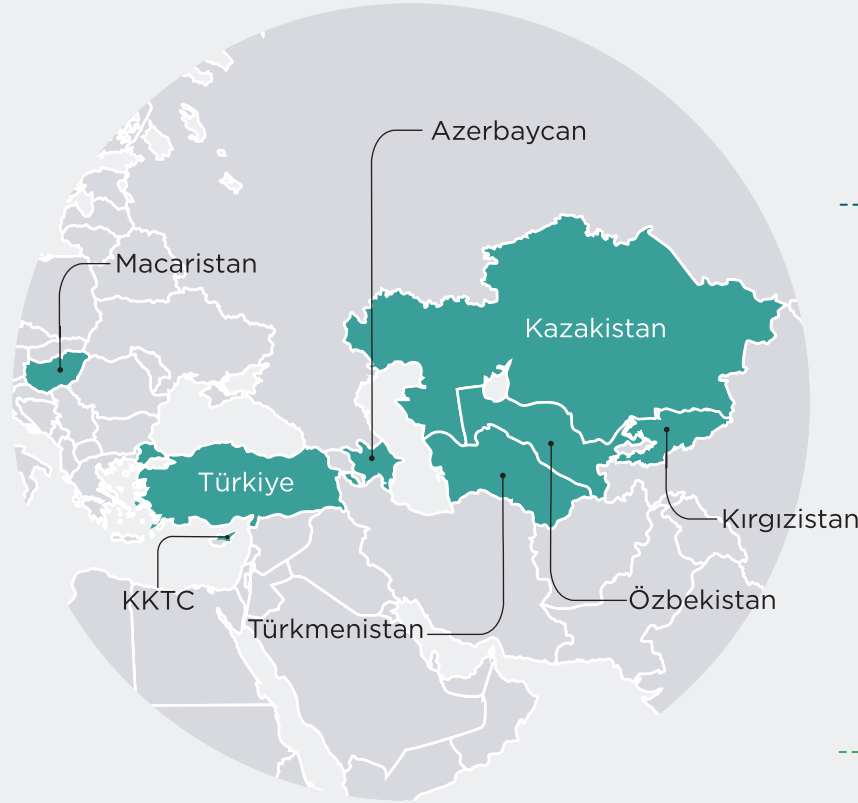 Azerbaycan
Macaristan
Kazakistan
Türkiye
Kırgızistan
KKTC
Özbekistan
Türkmenistan